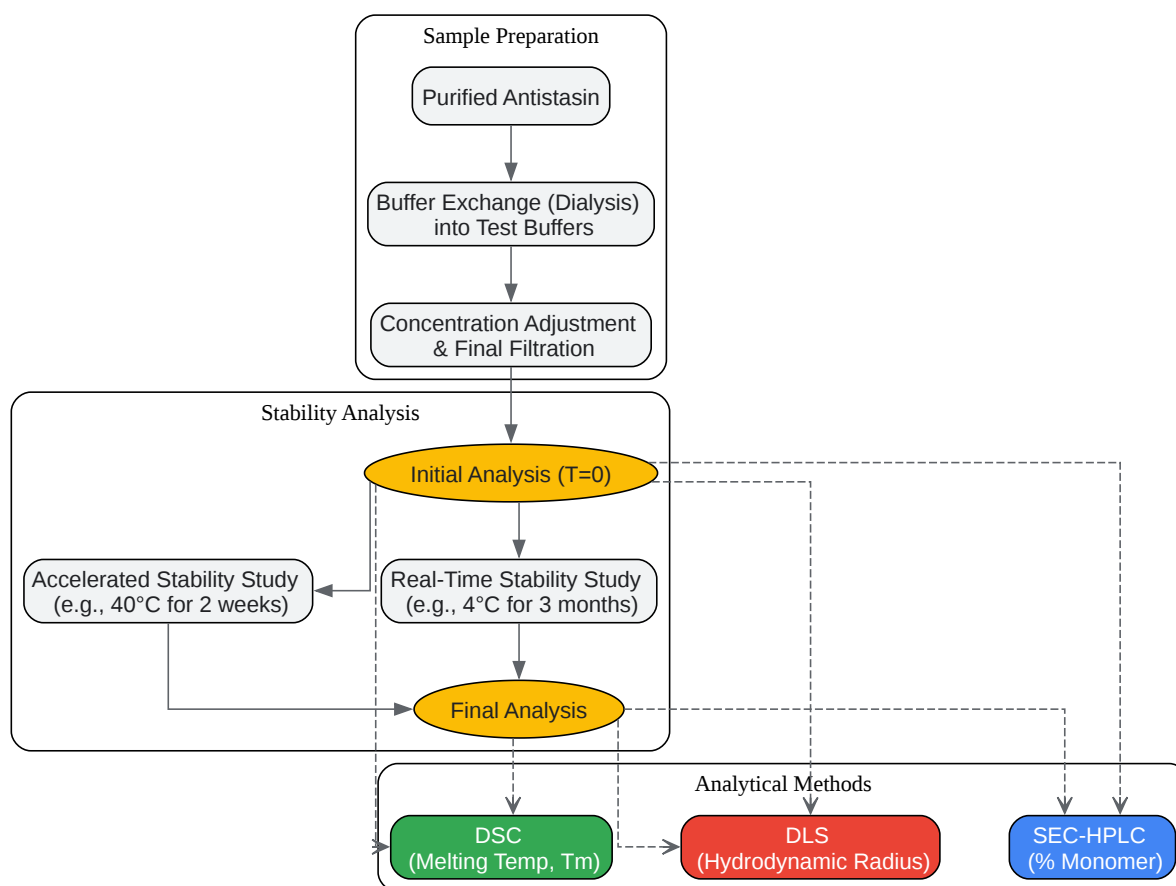 Sample Preparation
Purified Antistasin
Buffer Exchange (Dialysis)
into Test Buffers
Concentration Adjustment
& Final Filtration
Stability Analysis
Initial Analysis (T=0)
Accelerated Stability Study
(e.g., 40°C for 2 weeks)
Real-Time Stability Study
(e.g., 4°C for 3 months)
Final Analysis
Analytical Methods
DSC
(Melting Temp, Tm)
DLS
(Hydrodynamic Radius)
SEC-HPLC
(% Monomer)